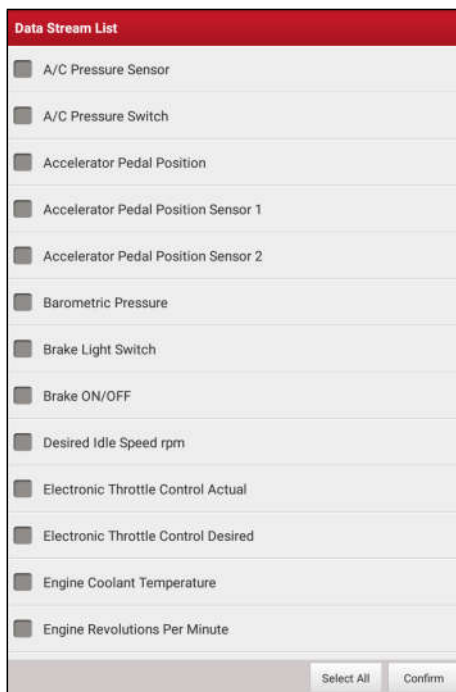 Data Stream List
A/C Pressure Sensor
A/C Pressure Switch
Accelerator Pedal Position
Accelerator Pedal Position Sensor 1
Accelerator Pedal Position Sensor 2
Barometric Pressure
Brake Light Switch
Brake ON/OFF
Desired Idle Speed rpm
Electronic Throttle Control Actual
Electronic Throttle Control Desired
Engine Coolant Temperature
Engine Revolutions Per Minute
Select All Confirm